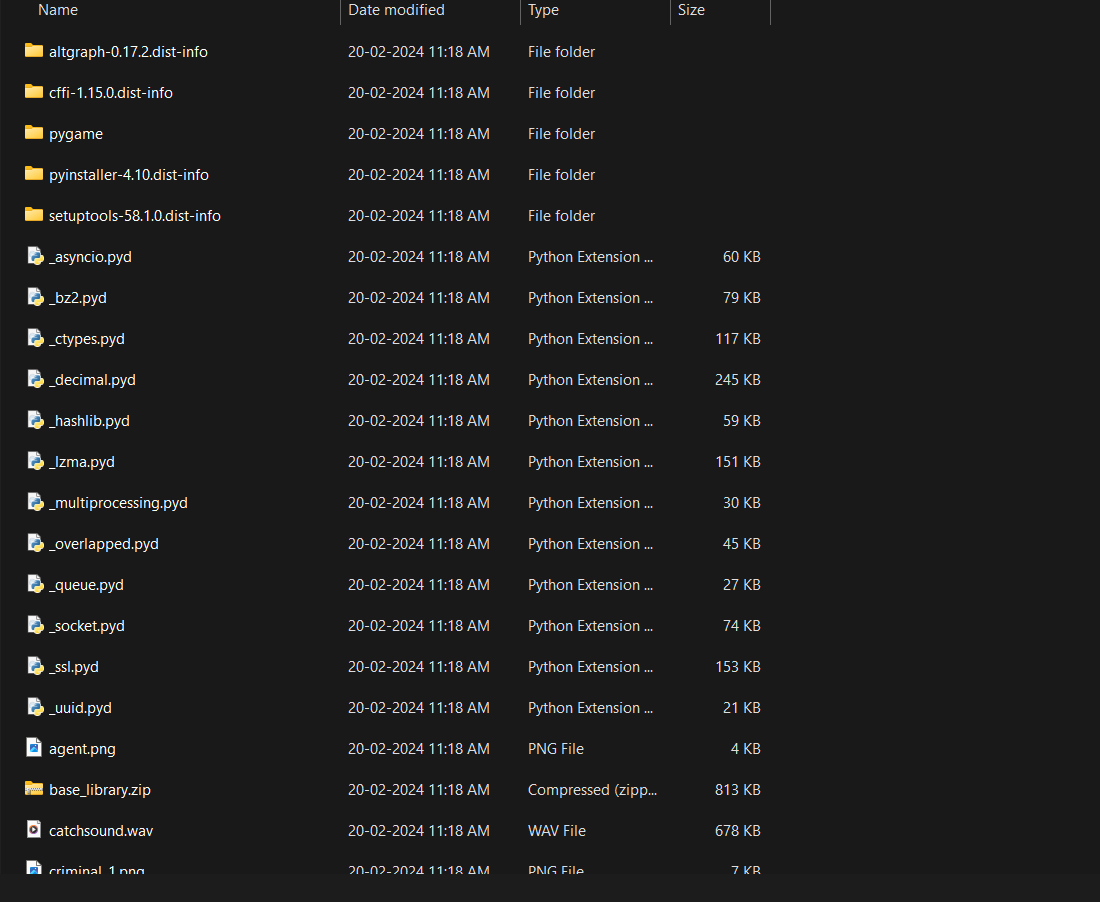 Name Date modified Type Size
altgraph-0.17.2.dist-info 20-02-2024 11:18 AM File folder
cffi-1.15.0.dist-info 20-02-2024 11:18 AM File folder
pygame 20-02-2024 11:18 AM File folder
pyinstaller-4.10.dist-info 20-02-2024 11:18 AM File folder
setuptools-58.1.0.dist-info 20-02-2024 11:18 AM File folder
_asyncio.pyd 20-02-2024 11:18 AM Python Extension ... 60 KB
_bz2.pyd 20-02-2024 11:18 AM Python Extension ... 79 KB
_ctypes.pyd 20-02-2024 11:18 AM Python Extension ... 117 KB
_decimal.pyd 20-02-2024 11:18 AM Python Extension ... 245 KB
_hashlib.pyd 20-02-2024 11:18 AM Python Extension ... 59 KB
_lzma.pyd 20-02-2024 11:18 AM Python Extension ... 151 KB
_multiprocessing.pyd 20-02-2024 11:18 AM Python Extension ... 30 KB
_overlapped.pyd 20-02-2024 11:18 AM Python Extension ... 45 KB
_queue.pyd 20-02-2024 11:18 AM Python Extension ... 27 KB
_socket.pyd 20-02-2024 11:18 AM Python Extension ... 74 KB
_ssl.pyd 20-02-2024 11:18 AM Python Extension ... 153 KB
_uuid.pyd 20-02-2024 11:18 AM Python Extension ... 21 KB
agent.png 20-02-2024 11:18 AM PNG File 4 KB
base_library.zip 20-02-2024 11:18 AM Compressed (zipp... 813 KB
catchsound.wav 20-02-2024 11:18 AM WAV File 678 KB
criminal_1.png 20-02-2024 11:18 AM PNG File 7 KB